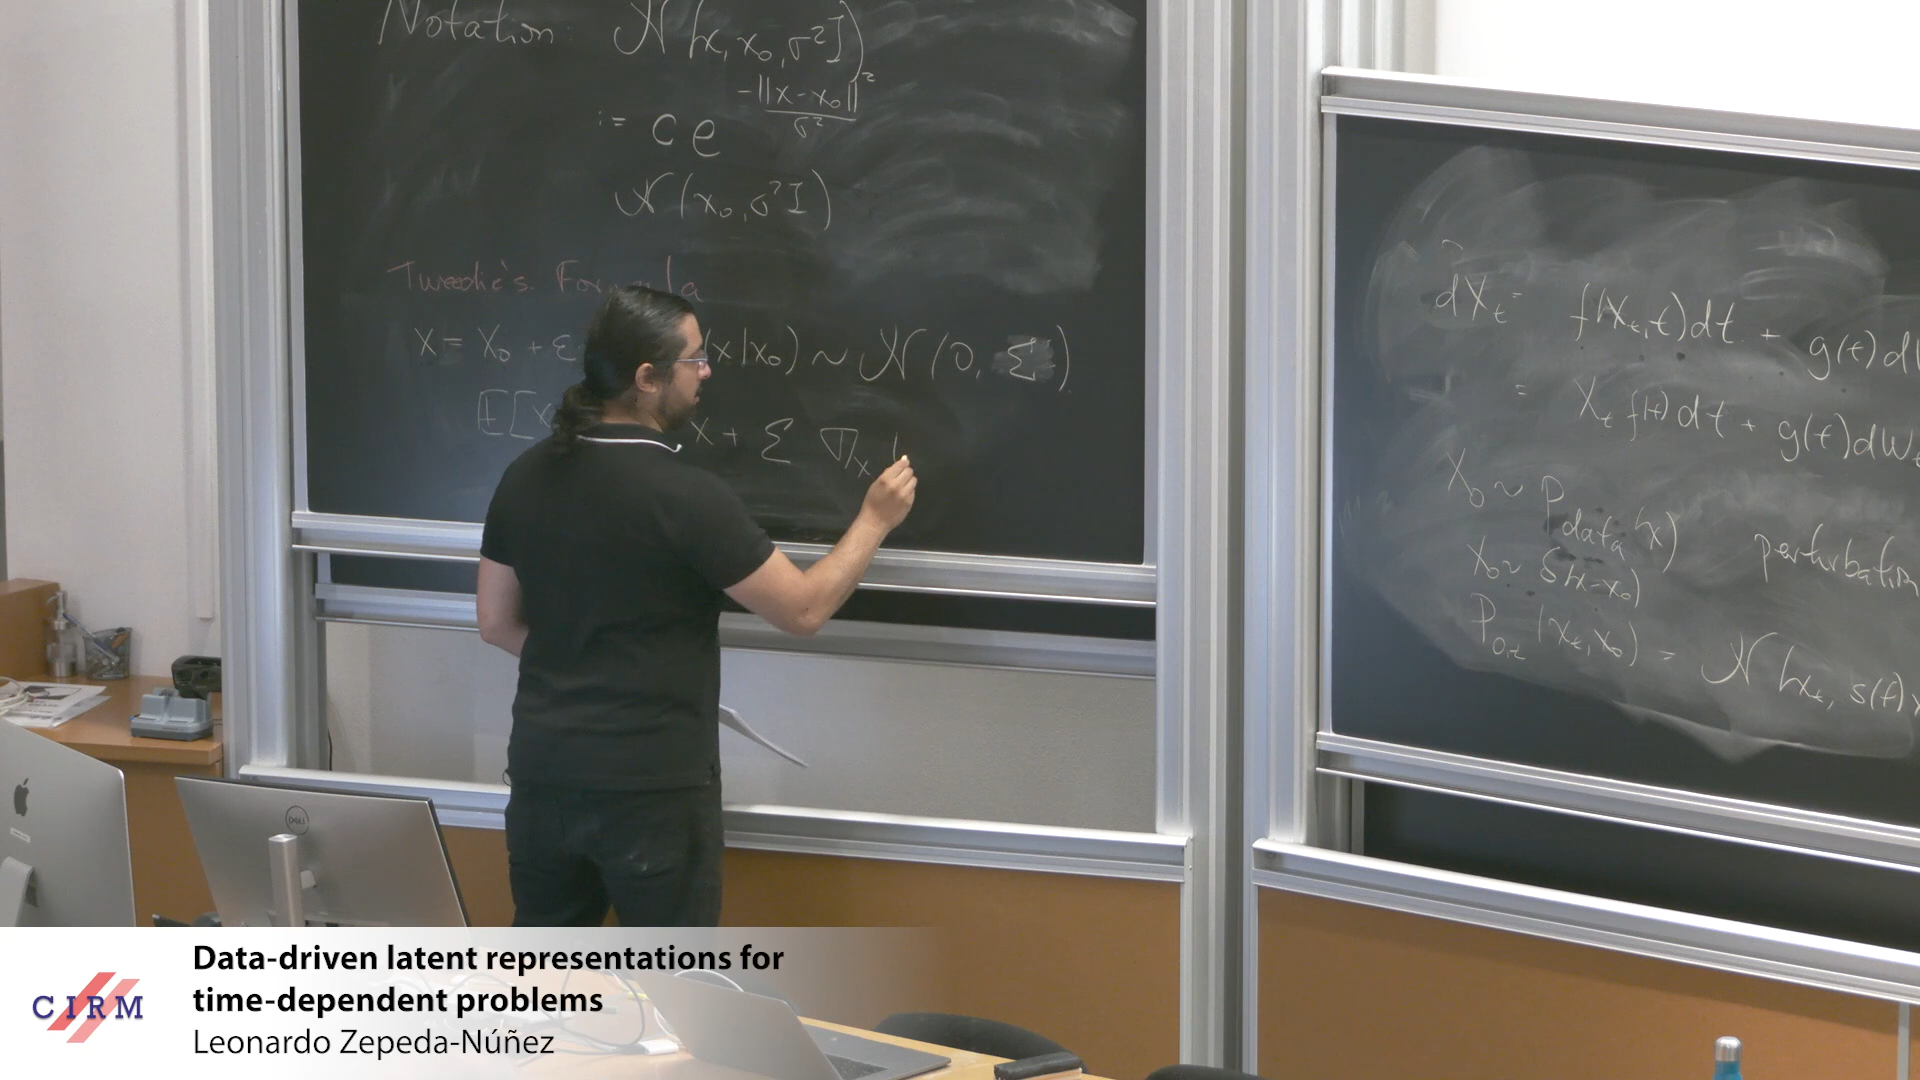 Notation: N(x, x₀, σ²I)
:= c e^{-||x-x₀||²/σ²}
N(x₀, σ²I)
Tweedie's Formula
X = X₀ + ε (x|x₀) ~ N(0, Σ)
E[x x + Σ ∇ₓ
dXₜ = f(Xₜ,t)dt + g(t)d
= Xₜ f(t)dt + g(t)dWₜ
X₀ ~ P_data(x) perturbation
X₀ ~ δ(x-x₀)
P₀,ₜ(xₜ,x₀) = N(xₜ, s(t)x
DELL
CIRM
Data-driven latent representations for
time-dependent problems
Leonardo Zepeda-Núñez